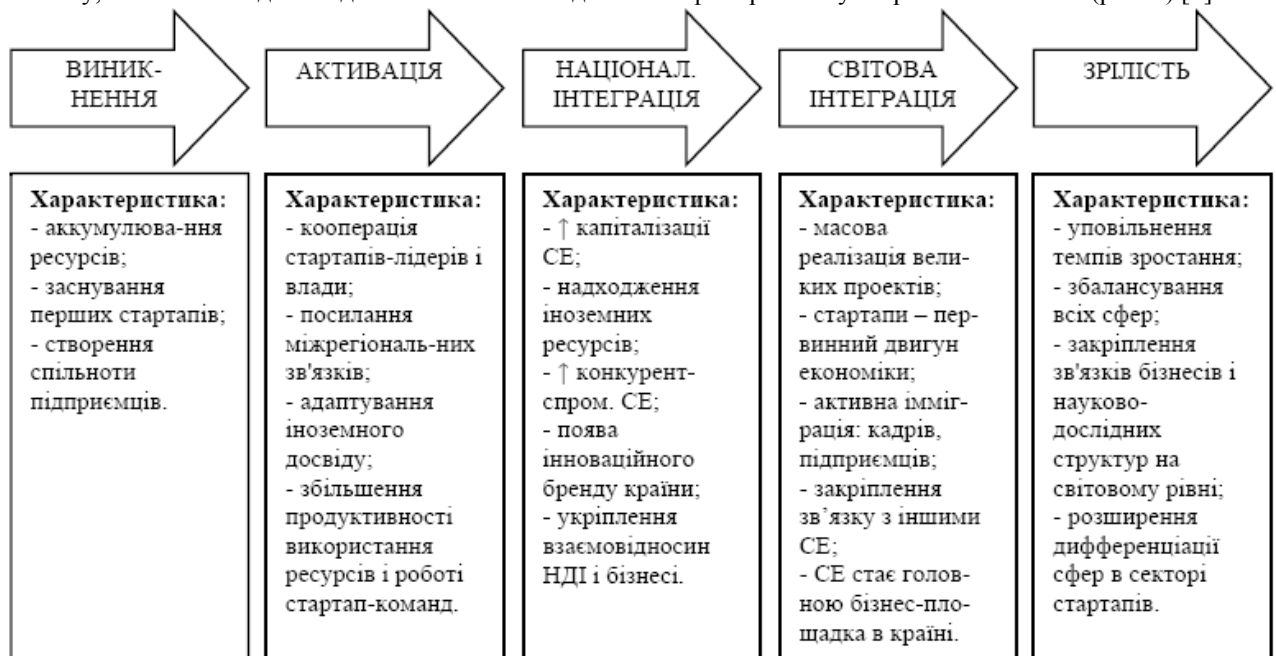 ВИНИК-
НЕННЯ
АКТИВАЦІЯ
НАЦІОНАЛ.
ІНТЕГРАЦІЯ
СВІТОВА
ІНТЕГРАЦІЯ
ЗРІЛІСТЬ
Характеристика:
- аккумулюва-ння
ресурсів;
- заснування
перших стартапів;
- створення
спільноти
підприємців.
Характеристика:
- кооперація
стартапів-лідерів і
влади;
- посилання
міжрегіональ-них
зв'язків;
- адаптування
іноземного
досвіду;
- збільшення
продуктивності
використання
ресурсів і роботі
стартап-команд.
Характеристика:
- ↑ капіталізації
СЕ;
- надходження
іноземних
ресурсів;
- ↑ конкурент-
спром. СЕ;
- поява
інноваційного
бренду країни;
- укріплення
взаємовідносин
НДІ і бізнесі.
Характеристика:
- масова
реалізація вели-
ких проектів;
- стартапи – пер-
винний двигун
економіки;
- активна імміг-
рація: кадрів,
підприємців;
- закріплення
зв’язку з іншими
СЕ;
- СЕ стає голов-
ною бізнес-пло-
щадка в країні.
Характеристика:
- уповільнення
темпів зростання;
- збалансування
всіх сфер;
- закріплення
зв'язків бізнесів і
науково-
дослідних
структур на
світовому рівні;
- розширення
дифференціації
сфер в секторі
стартапів.